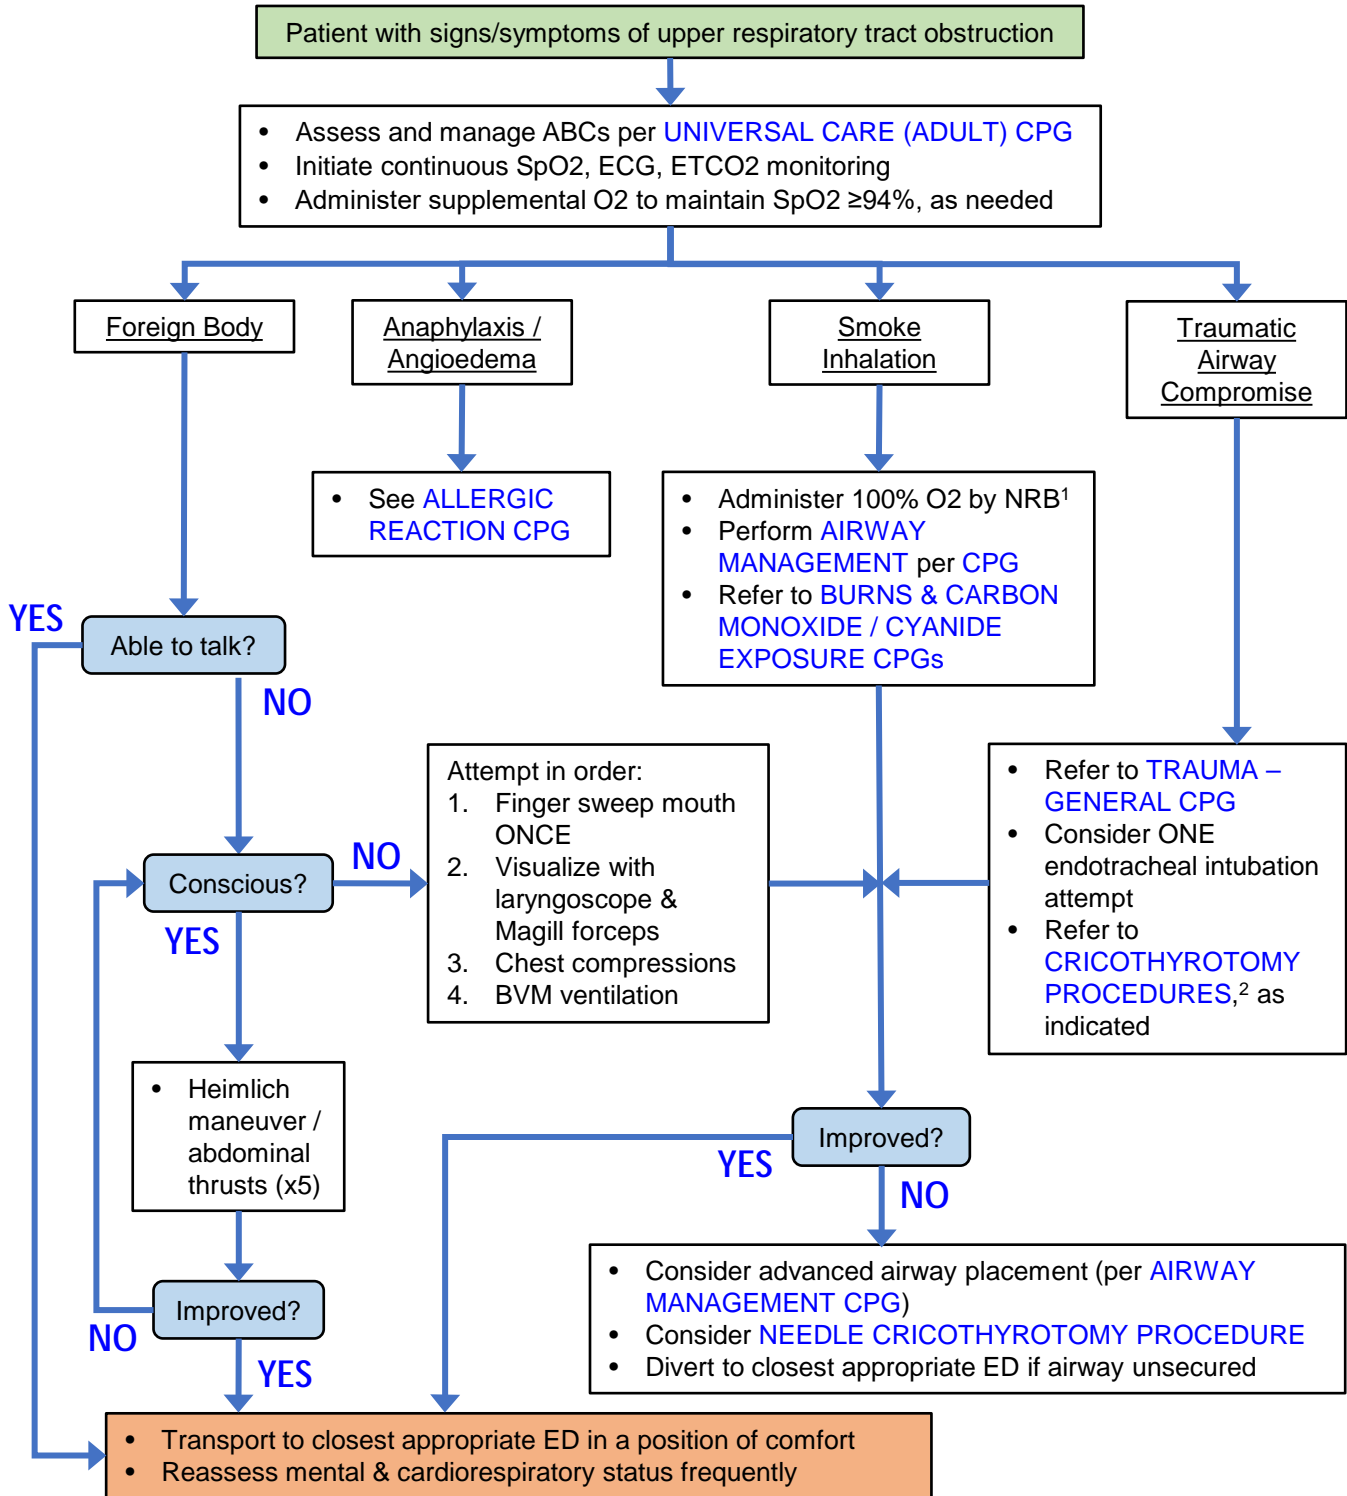 Patient with signs/symptoms of upper respiratory tract obstruction
• Assess and manage ABCs per UNIVERSAL CARE (ADULT) CPG
• Initiate continuous SpO2, ECG, ETCO2 monitoring
• Administer supplemental O2 to maintain SpO2 ≥94%, as needed
Foreign Body
Anaphylaxis /
Angioedema
Smoke
Inhalation
Traumatic
Airway
Compromise
• See ALLERGIC
REACTION CPG
• Administer 100% O2 by NRB¹
• Perform AIRWAY
MANAGEMENT per CPG
• Refer to BURNS & CARBON
MONOXIDE / CYANIDE
EXPOSURE CPGs
YES
Able to talk?
NO
Attempt in order:
1. Finger sweep mouth
ONCE
2. Visualize with
laryngoscope &
Magill forceps
3. Chest compressions
4. BVM ventilation
• Refer to TRAUMA –
GENERAL CPG
• Consider ONE
endotracheal intubation
attempt
• Refer to
CRICOTHYROTOMY
PROCEDURES,² as
indicated
Conscious?
NO
YES
• Heimlich
maneuver /
abdominal
thrusts (x5)
Improved?
YES
NO
Improved?
NO
YES
• Consider advanced airway placement (per AIRWAY
MANAGEMENT CPG)
• Consider NEEDLE CRICOTHYROTOMY PROCEDURE
• Divert to closest appropriate ED if airway unsecured
• Transport to closest appropriate ED in a position of comfort
• Reassess mental & cardiorespiratory status frequently